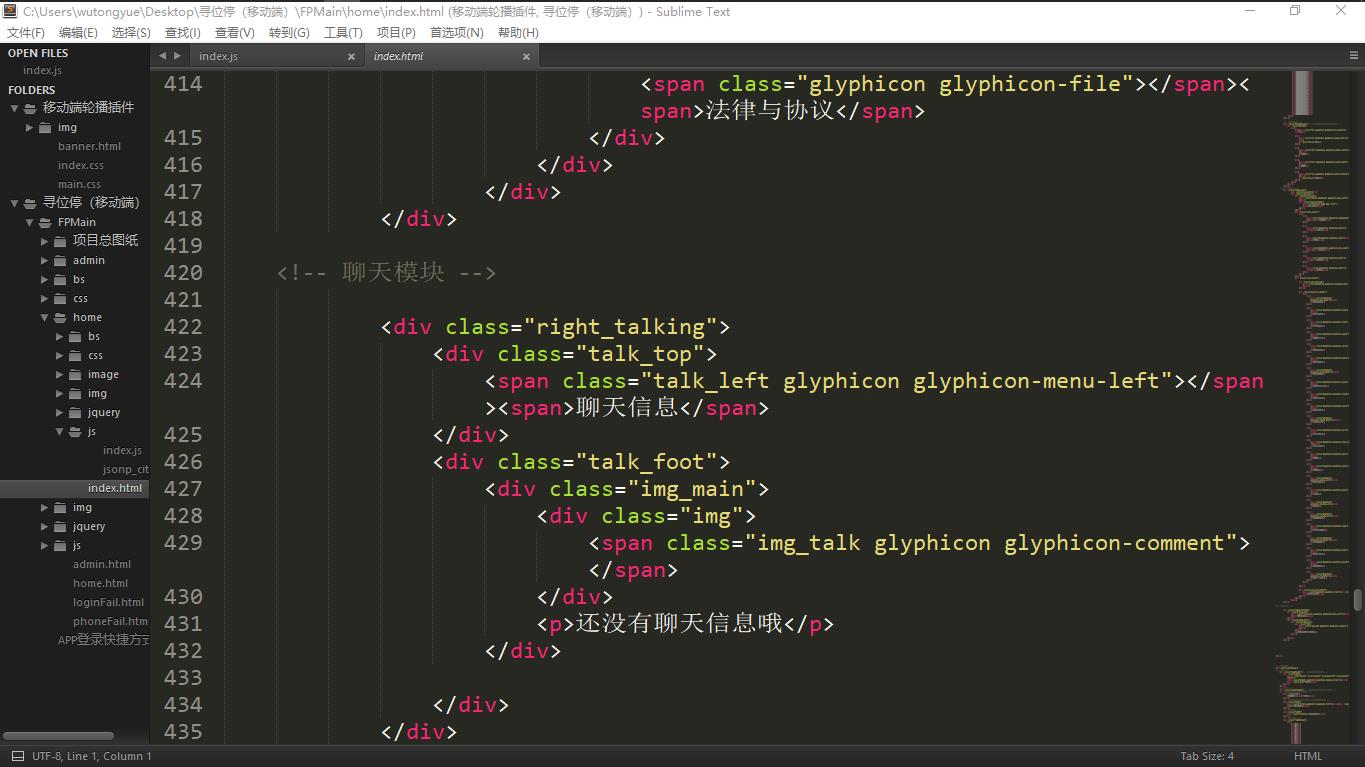 C:\Users\wutongyue\Desktop\寻位停（移动端）\FPMain\home\index.html (移动端轮播插件, 寻位停（移动端）) - Sublime Text
文件(F) 编辑(E) 选择(S) 查找(I) 查看(V) 转到(G) 工具(T) 项目(P) 首选项(N) 帮助(H)
OPEN FILES
index.js
FOLDERS
移动端轮播插件
img
banner.html
index.css
main.css
寻位停（移动端）
FPMain
项目总图纸
admin
bs
css
home
bs
css
image
img
jquery
js
index.js
jsonp_cit
index.html
img
jquery
js
admin.html
home.html
loginFail.html
phoneFail.htm
APP登录快捷方式
index.js × index.html ×
414 <span class="glyphicon glyphicon-file"></span><
span>法律与协议</span>
415 </div>
416 </div>
417 </div>
418 </div>
419
420 <!-- 聊天模块 -->
421
422 <div class="right_talking">
423 <div class="talk_top">
424 <span class="talk_left glyphicon glyphicon-menu-left"></span
><span>聊天信息</span>
425 </div>
426 <div class="talk_foot">
427 <div class="img_main">
428 <div class="img">
429 <span class="img_talk glyphicon glyphicon-comment">
</span>
430 </div>
431 <p>还没有聊天信息哦</p>
432 </div>
433
434 </div>
435 </div>
UTF-8, Line 1, Column 1 Tab Size: 4 HTML